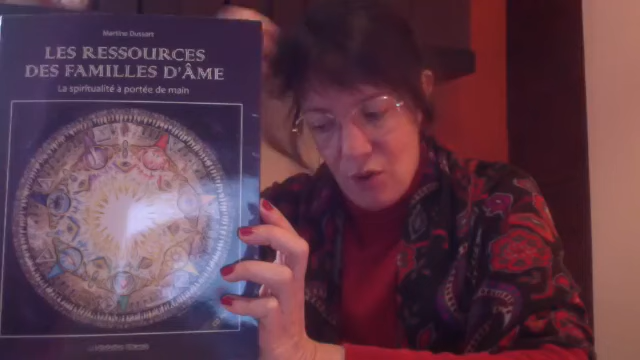 Martine Dussart
LES RESSOURCES
DES FAMILLES D'ÂME
La spiritualité à portée de main